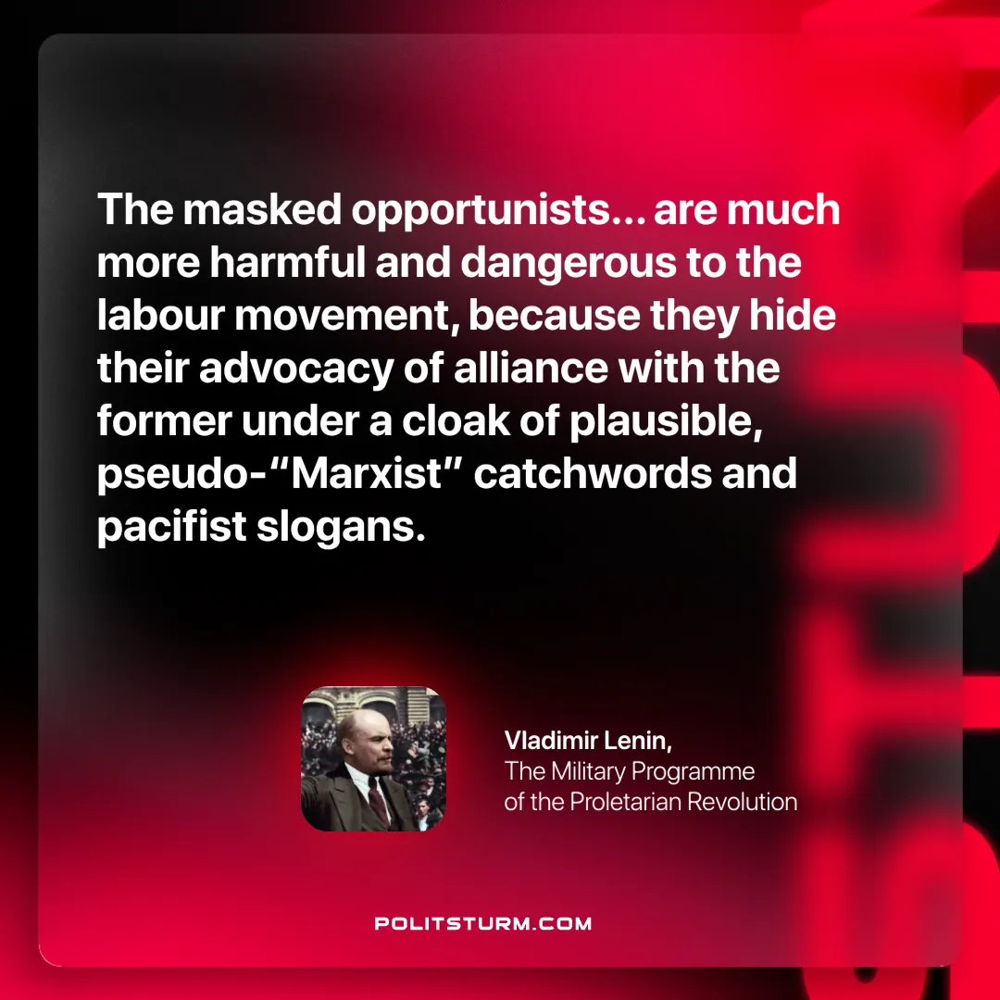 The masked opportunists... are much
more harmful and dangerous to the
labour movement, because they hide
their advocacy of alliance with the
former under a cloak of plausible,
pseudo-“Marxist” catchwords and
pacifist slogans.
Vladimir Lenin,
The Military Programme
of the Proletarian Revolution
POLITSTURM.COM